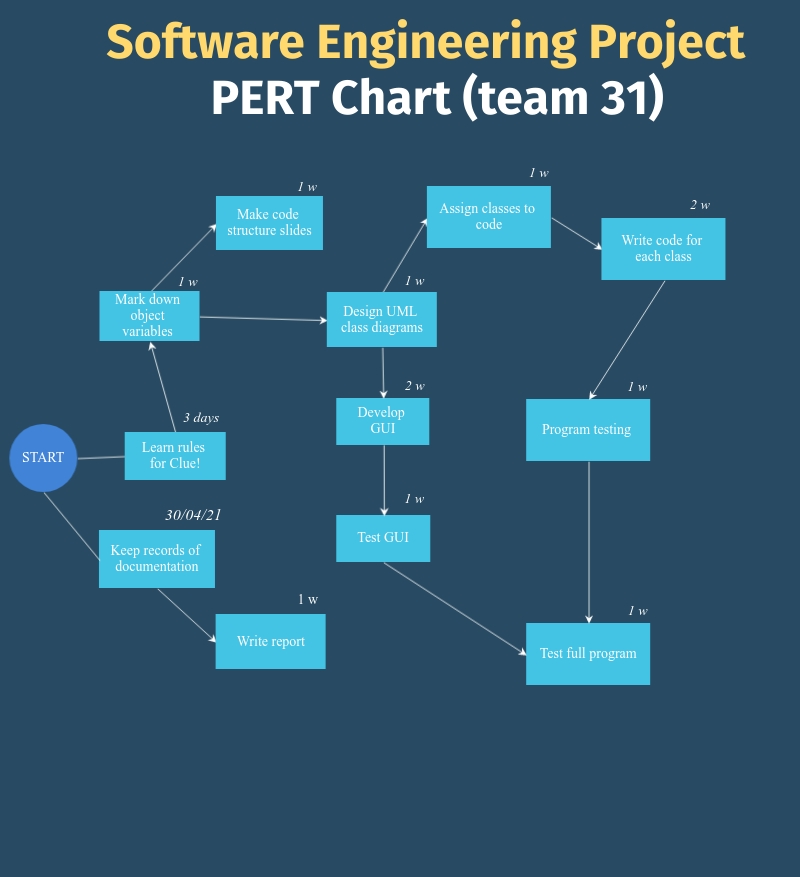 Software Engineering Project
PERT Chart (team 31)
1 w
Make code
structure slides
1 w
Assign classes to
code
2 w
Write code for
each class
1 w
Mark down
object
variables
1 w
Design UML
class diagrams
2 w
Develop
GUI
1 w
Program testing
3 days
Learn rules
for Clue!
START
30/04/21
Keep records of
documentation
1 w
Test GUI
1 w
Write report
1 w
Test full program